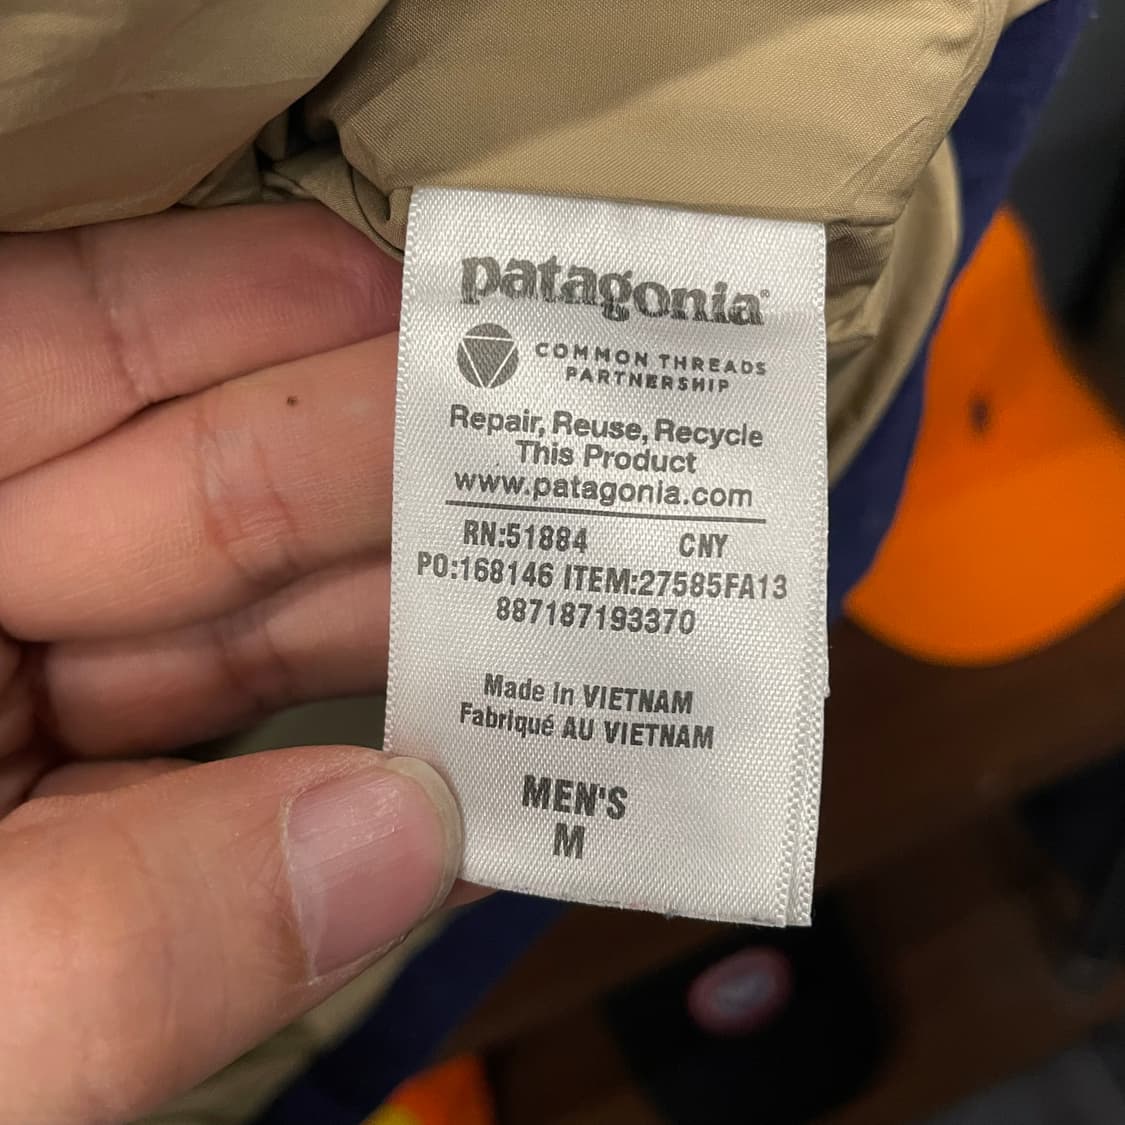 patagonia®
COMMON THREADS
PARTNERSHIP
Repair, Reuse, Recycle
This Product
www.patagonia.com
RN:51884 CNY
PO:168146 ITEM:27585FA13
887187193370
Made In VIETNAM
Fabriqué AU VIETNAM
MEN'S
M